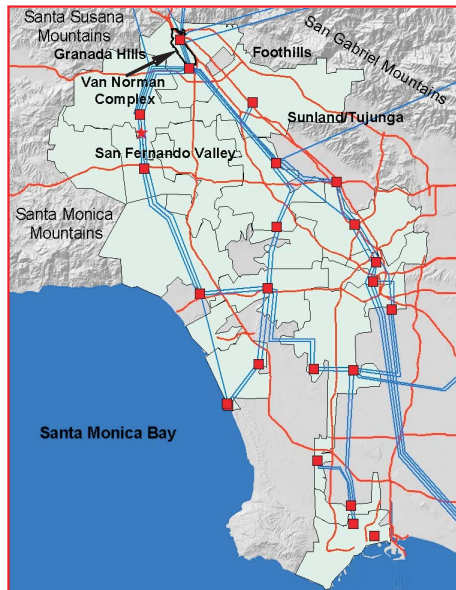 Santa Susana
Mountains
San Gabriel Mountains
Granada Hills
Foothills
Van Norman
Complex
Sunland/Tujunga
San Fernando Valley
Santa Monica
Mountains
Santa Monica Bay